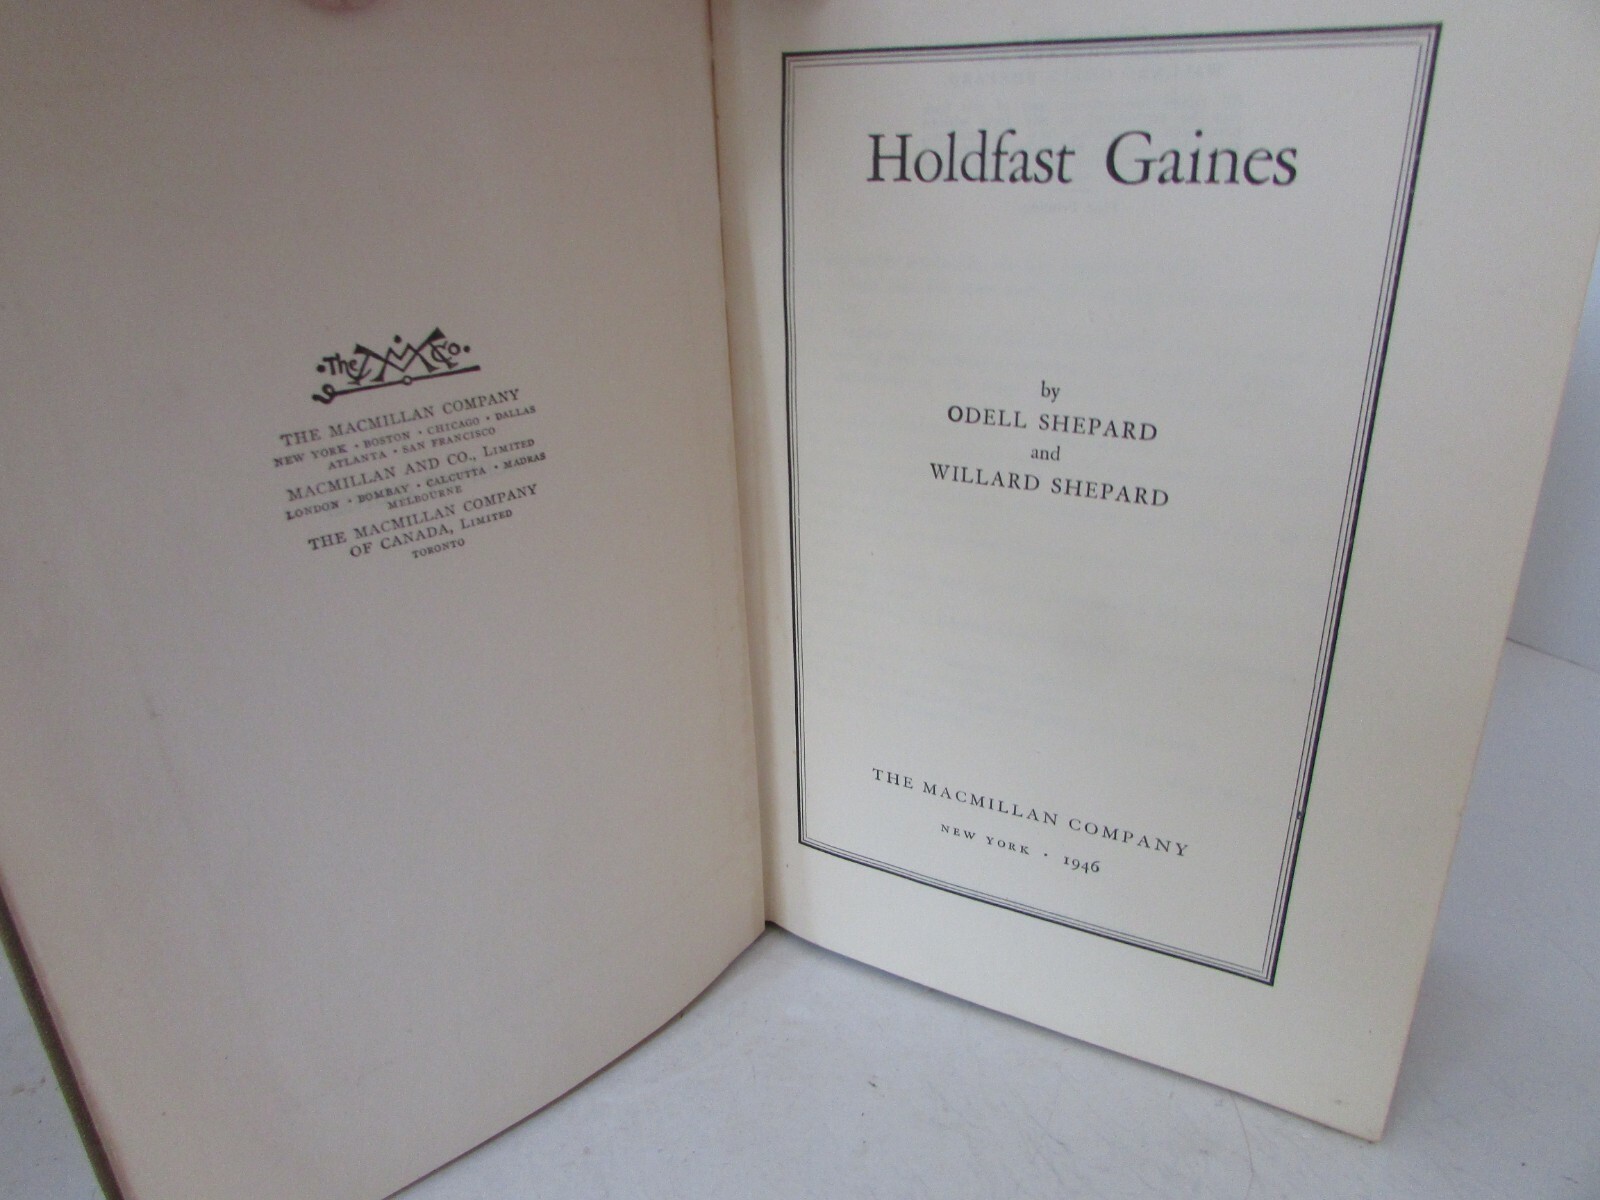 The MM Co.
THE MACMILLAN COMPANY
NEW YORK · BOSTON · CHICAGO · DALLAS
ATLANTA · SAN FRANCISCO
MACMILLAN AND CO., LIMITED
LONDON · BOMBAY · CALCUTTA · MADRAS
MELBOURNE
THE MACMILLAN COMPANY
OF CANADA, LIMITED
TORONTO
Holdfast Gaines
by
ODELL SHEPARD
and
WILLARD SHEPARD
THE MACMILLAN COMPANY
NEW YORK · 1946